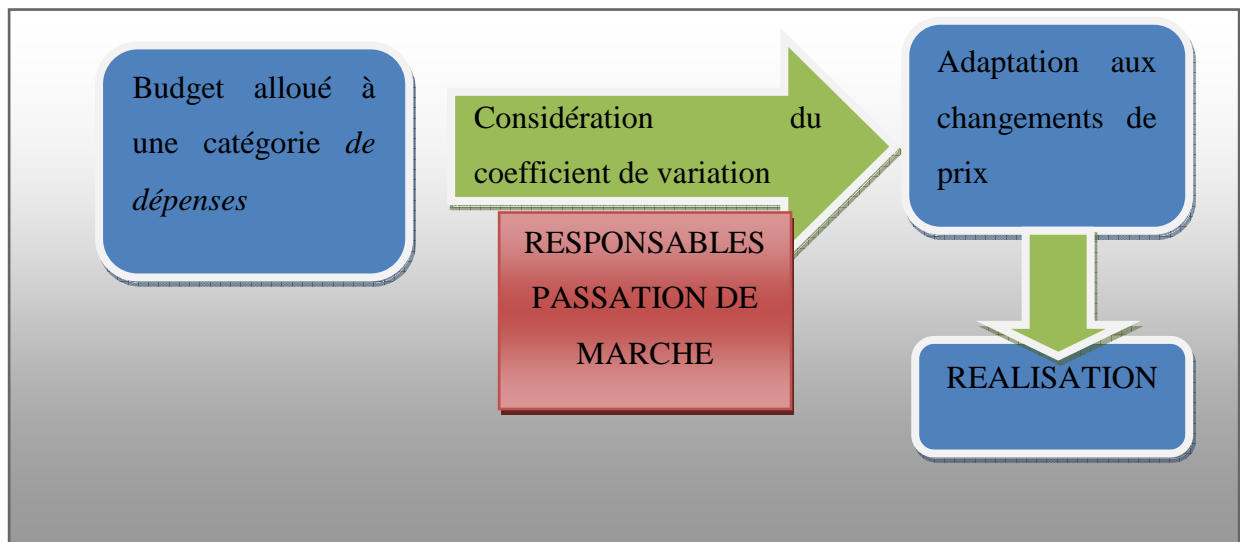 Budget alloué à
une catégorie de
dépenses
Considération du
coefficient de variation
RESPONSABLES
PASSATION DE
MARCHE
Adaptation aux
changements de
prix
REALISATION